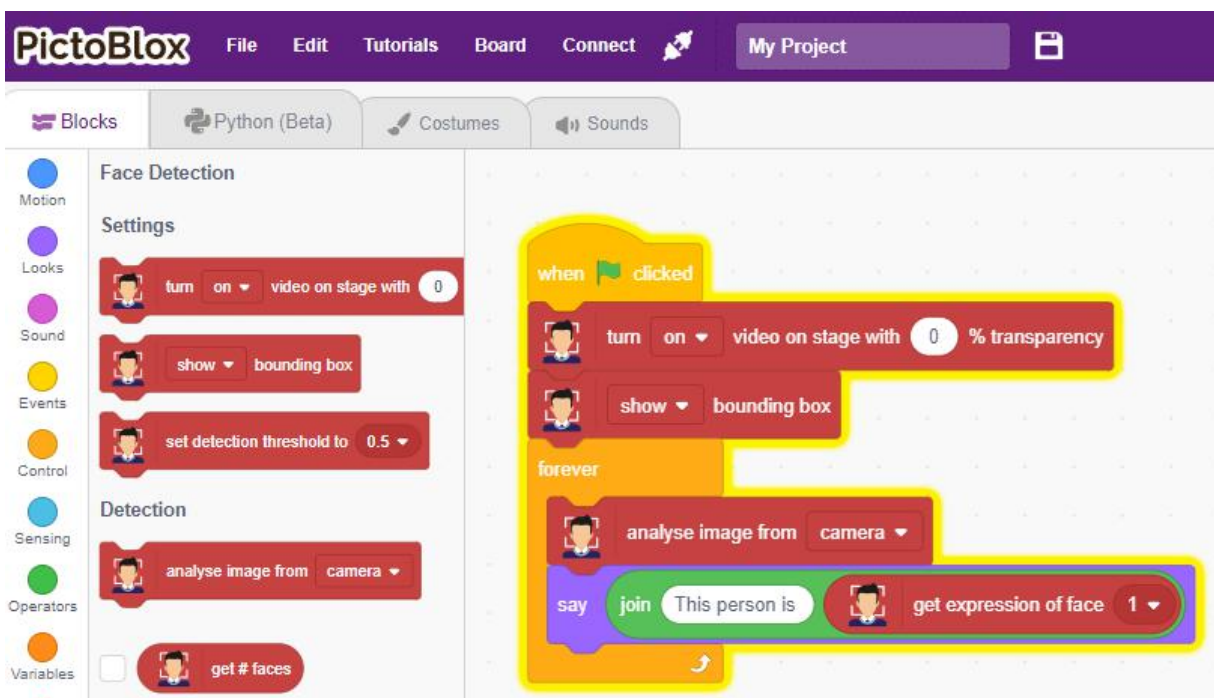 PictoBlox File Edit Tutorials Board Connect My Project
Blocks Python (Beta) Costumes Sounds
Motion
Looks
Sound
Events
Control
Sensing
Operators
Variables
Face Detection
Settings
turn on video on stage with 0
show bounding box
set detection threshold to 0.5
Detection
analyse image from camera
get # faces
when clicked
turn on video on stage with 0 % transparency
show bounding box
forever
analyse image from camera
say join This person is get expression of face 1